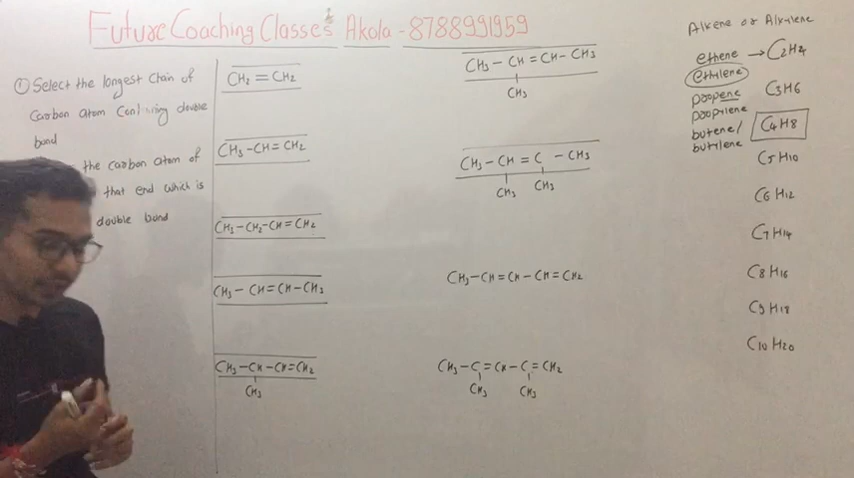 Future Coaching Classes Akola - 8788991959
① Select the longest chain of
Carbon atom Con[]ining double
bond
the carbon atom of
that end which is
double bond
CH₂ = CH₂
CH₃ - CH = CH₂
CH₃ - CH₂ - CH = CH₂
CH₃ - CH = CH - CH₃
CH₃ - CH - CH = CH₂
CH₃
CH₃ - CH = CH - CH₃
CH₃
CH₃ - CH = C - CH₃
CH₃ CH₃
CH₃ - CH = CH - CH = CH₂
CH₃ - C = CH - C = CH₂
CH₃ CH₃
Alkene or Alkylene
ethene → C₂H₄
ethylene
propene C₃H₆
propylene
butene/ C₄H₈
butylene
C₅H₁₀
C₆H₁₂
C₇H₁₄
C₈H₁₆
C₉H₁₈
C₁₀H₂₀